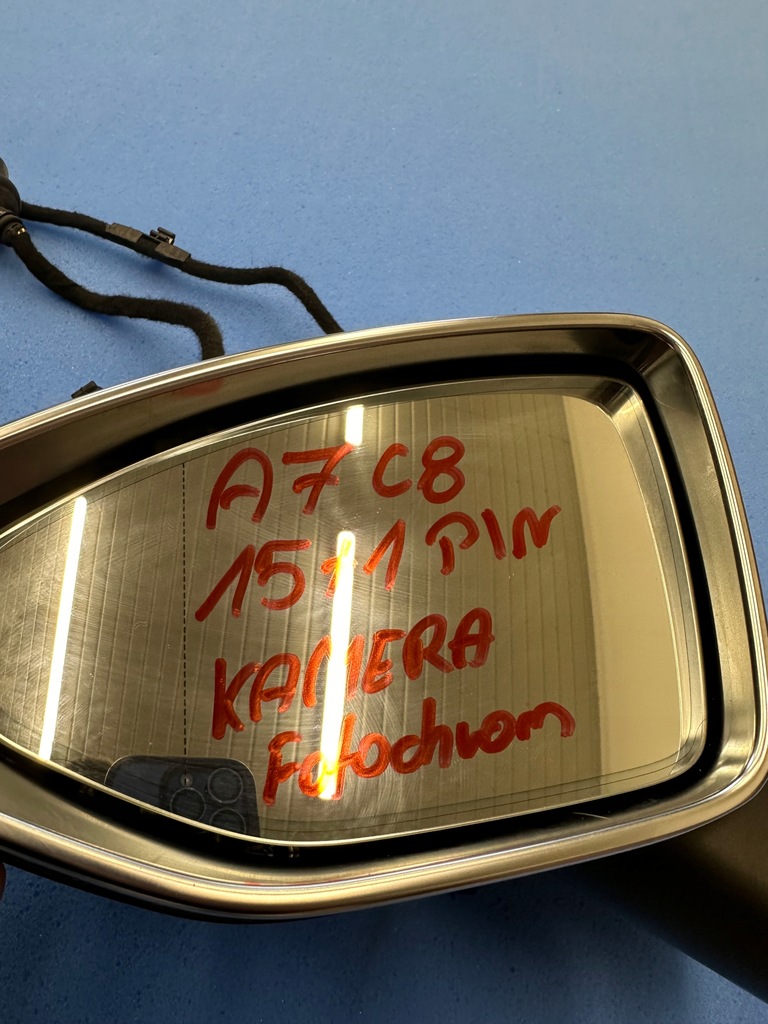 A7 C8
15+1 PIN
KAMERA
Fotochrom